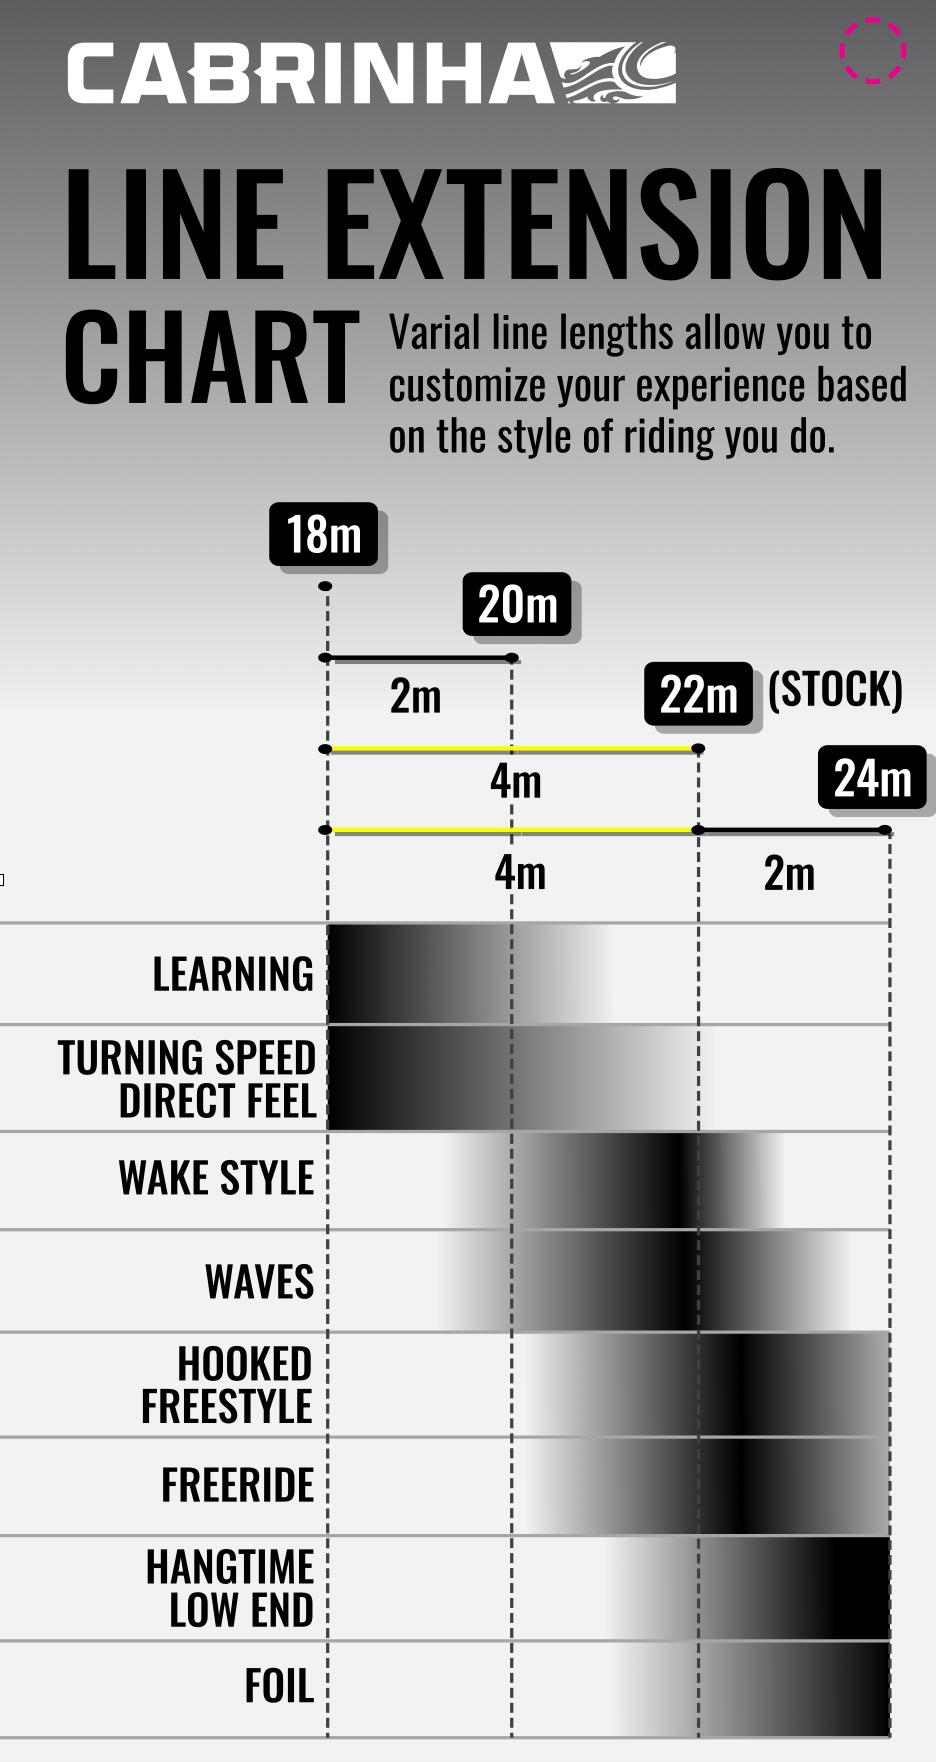 CABRINHA
LINE EXTENSION
CHART
Varial line lengths allow you to
customize your experience based
on the style of riding you do.
18m
20m
2m
22m (STOCK)
4m
24m
4m 2m
LEARNING
TURNING SPEED
DIRECT FEEL
WAKE STYLE
WAVES
HOOKED
FREESTYLE
FREERIDE
HANGTIME
LOW END
FOIL